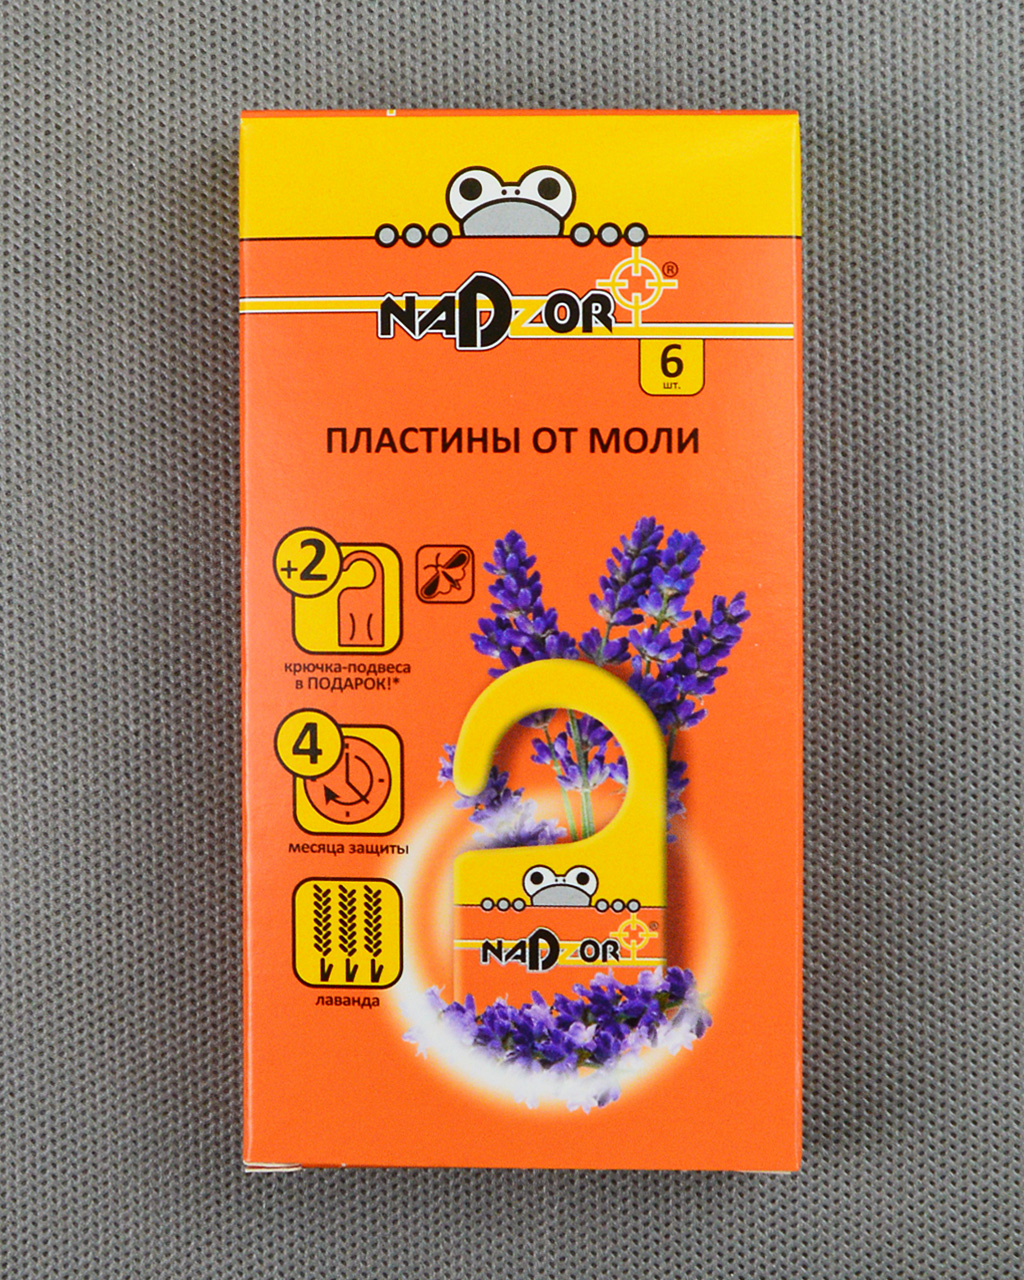 NADZOR®
6
шт.
ПЛАСТИНЫ ОТ МОЛИ
+2
крючка-подвеса
в ПОДАРОК!*
4
месяца защиты
лаванда
NADZOR®